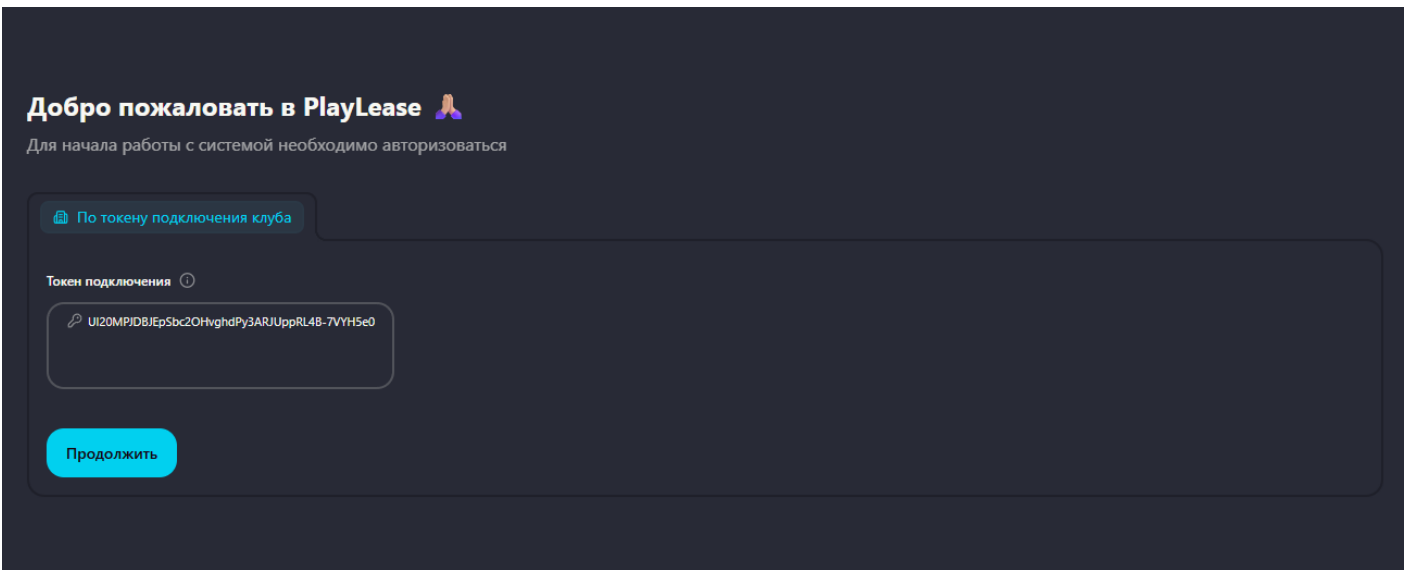 Добро пожаловать в PlayLease 🙏
Для начала работы с системой необходимо авторизоваться
По токену подключения клуба
Токен подключения
UI20MPJDBJEpSbc2OHvghdPy3ARJUppRL4B-7VYH5e0
Продолжить